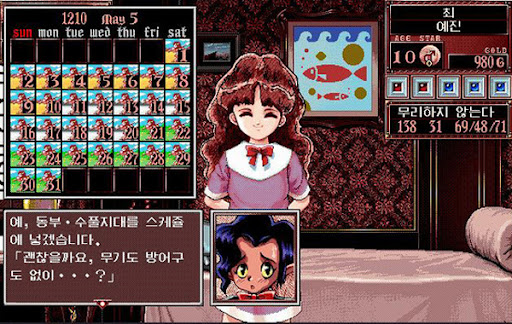 1210 May 5
sun mon tue wed thu fri sat
1
2 3 4 5 6 7 8
9 10 11 12 13 14 15
16 17 18 19 20 21 22
23 24 25 26 27 28 29
30 31
최
예진
AGE STAR
10
GOLD
980 G
무리하지 않는다
138 31 69/48/71
예, 동부·수풀지대를 스케쥴
에 넣겠습니다.
「괜찮을까요, 무기도 방어구
도 없이···?」